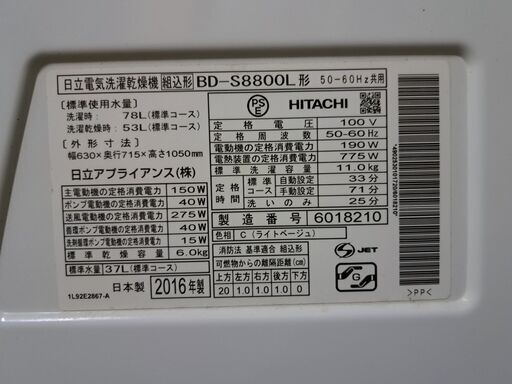 日立電気洗濯乾燥機 組込形 BD-S8800L形 50-60Hz共用
〔標準使用水量〕
洗濯時： 78L(標準コース)
洗濯乾燥時： 53L(標準コース)
〔外形寸法〕
幅630×奥行715×高さ1050mm
日立アプライアンス(株)
主電動機の定格消費電力 150W
ポンプ電動機の定格消費電力 40W
送風電動機の定格消費電力 275W
循環ポンプ電動機の定格消費電力 40W
洗剤循環ポンプ電動機の定格消費電力 15W
標準乾燥容量 6.0kg
標準水量 37L(標準コース)
1L92E2867-A
日本製 2016年製
PSE HITACHI
定格電圧 100V
定格周波数 50-60Hz
電動機の定格消費電力 190W
電熱装置の定格消費電力 775W
標準洗濯容量 11.0kg
定格時間 自動設定 33分
手動設定 71分
洗いのみ 25分
製造番号 6018210
色相 C (ライトベージュ)
消防法 基準適合 組込形
可燃物からの離隔距離(cm)
上方 左方 右方 前方 後方 下方
20 1.0 1.0 0 1.0 0
S JET
G
>PP<